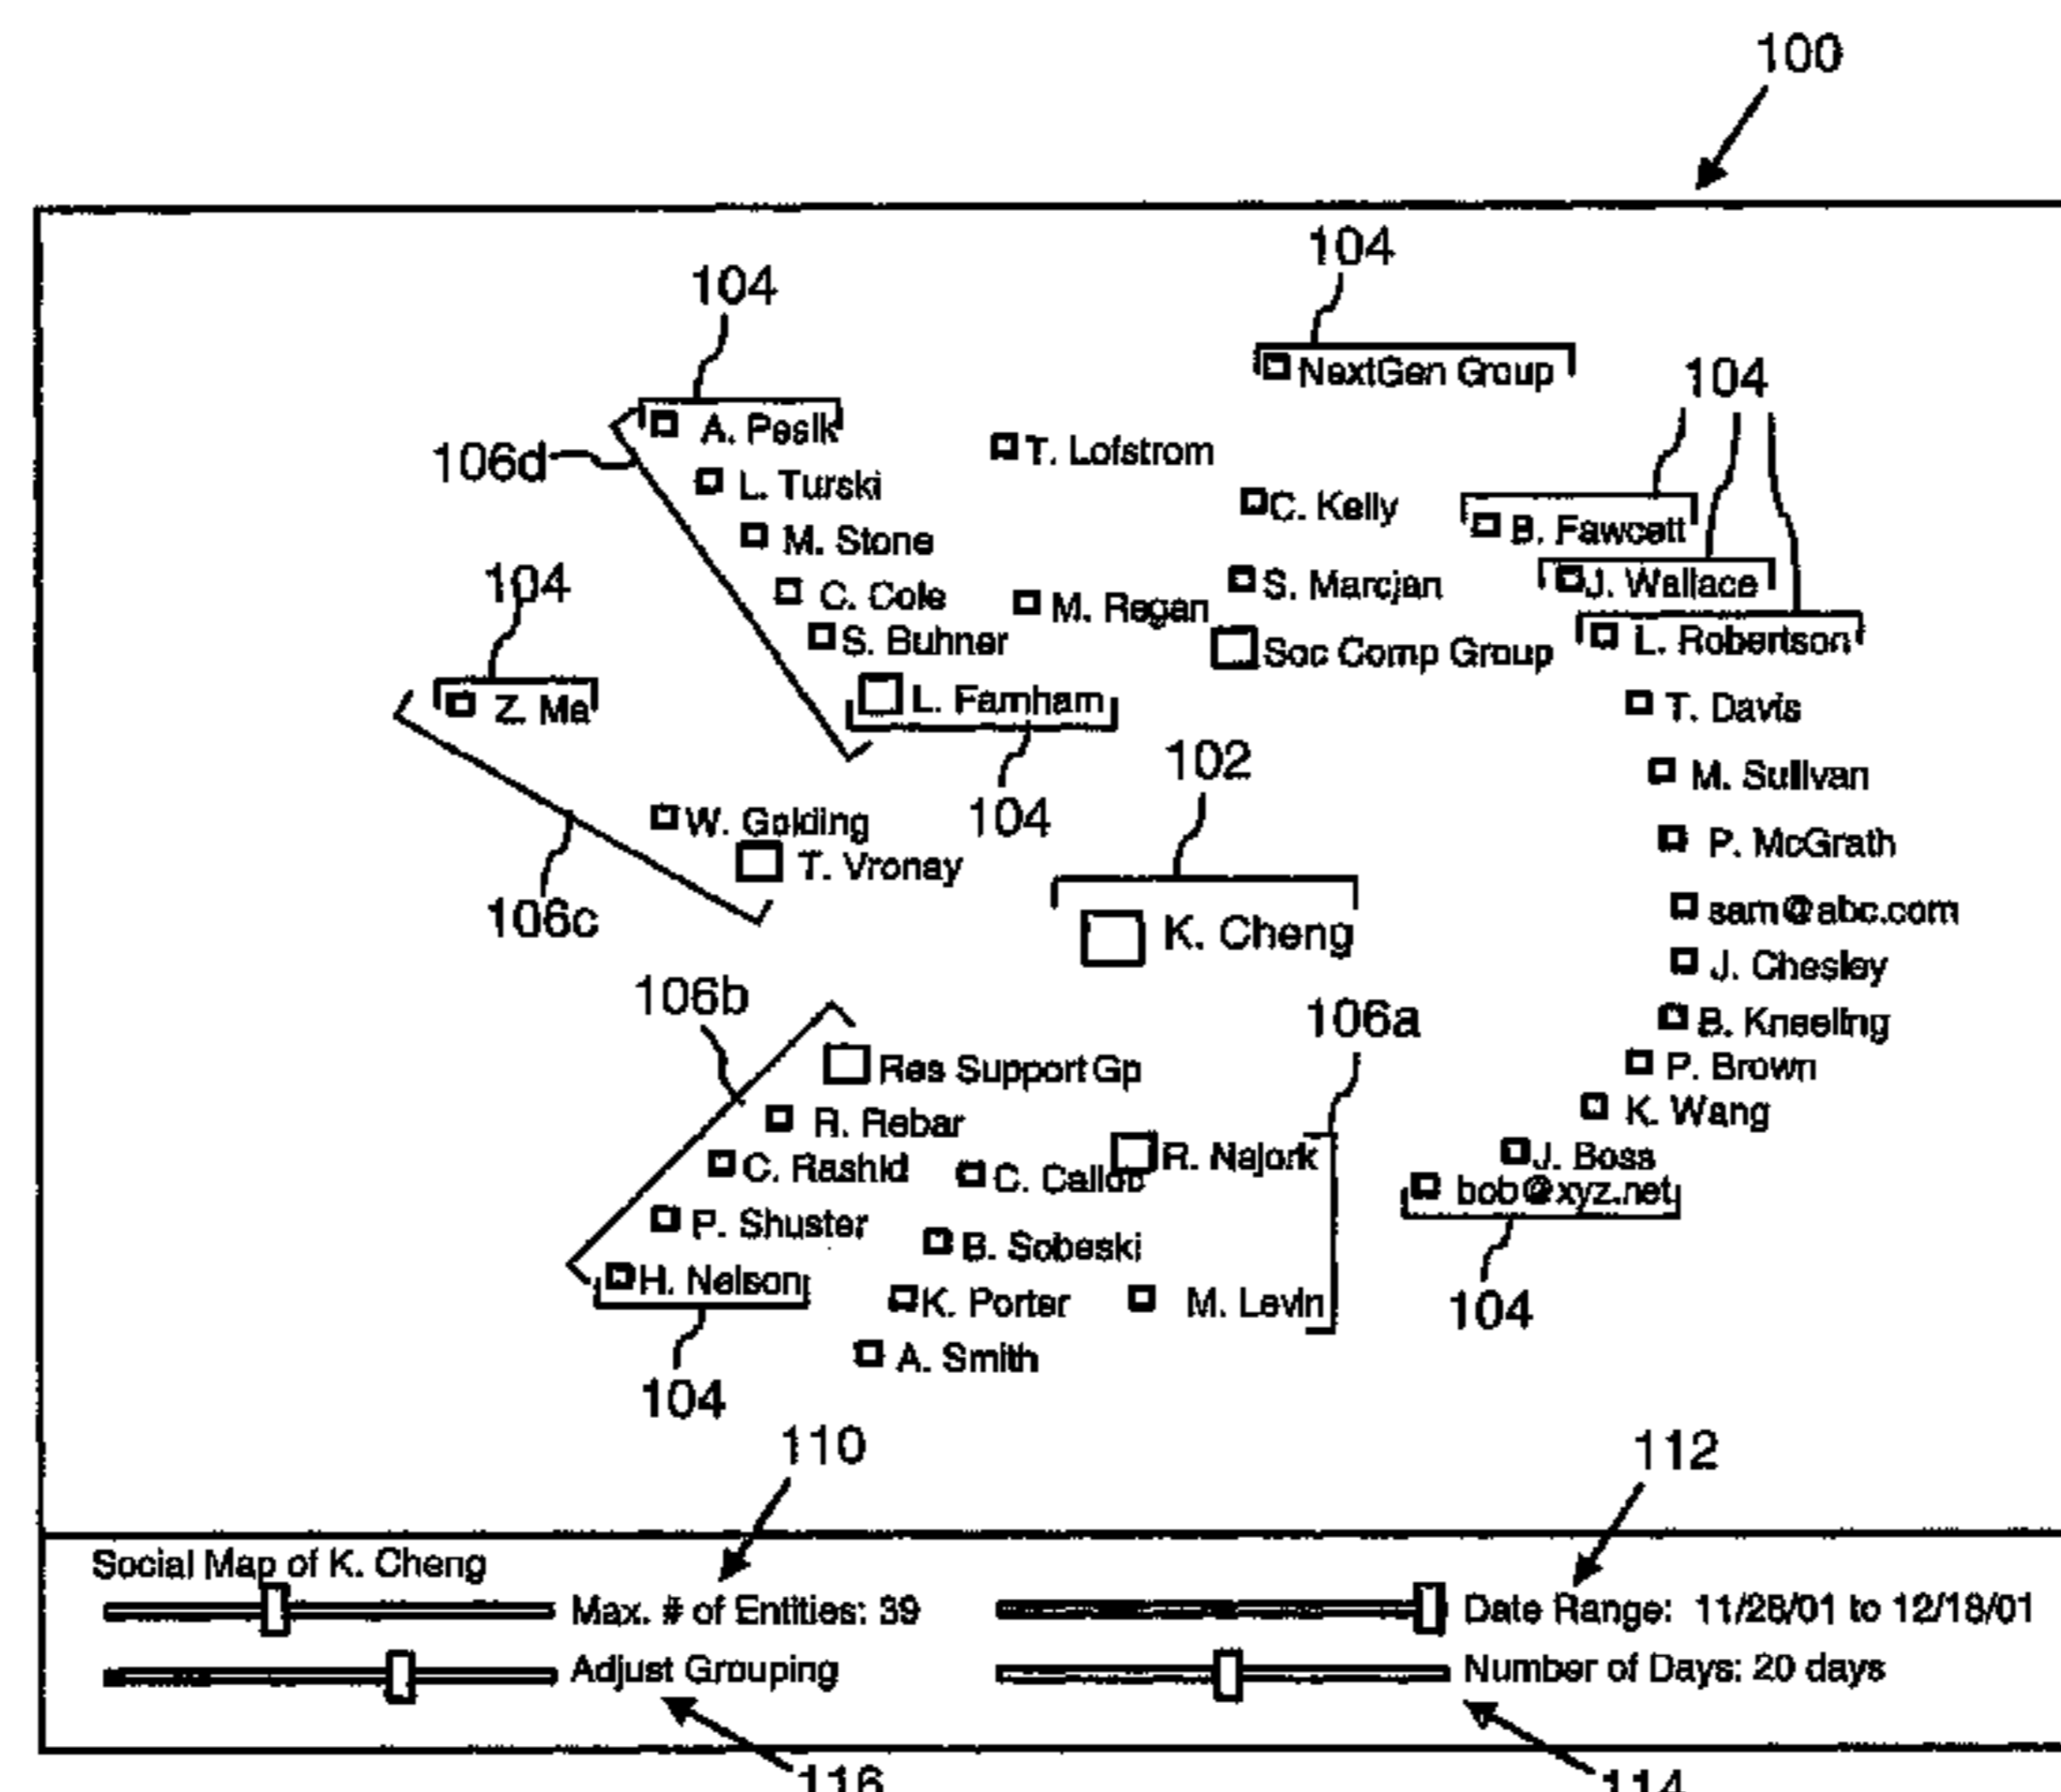 100
104
104
NextGen Group
104
A. Pesik
106d
T. Lofstrom
L. Turski
C. Kelly
B. Fawcett
M. Stone
104
S. Marcjan
J. Wallace
C. Cole
M. Regan
S. Buhner
L. Robertson
Soc Comp Group
Z. Ma
L. Farnham
T. Davis
102
M. Sullivan
104
W. Golding
P. McGrath
T. Vronay
106c
K. Cheng
sam@abc.com
J. Chesley
106b
106a
B. Kneeling
Res Support Gp
P. Brown
R. Rebar
K. Wang
C. Rashid
C. Calloc
R. Najork
J. Boss
bob@xyz.net
P. Shuster
B. Sobeski
H. Nelson
K. Porter
M. Levin
104
A. Smith
104
110
112
Social Map of K. Cheng
Max. # of Entities: 39
Date Range: 11/28/01 to 12/18/01
Adjust Grouping
Number of Days: 20 days
116
114